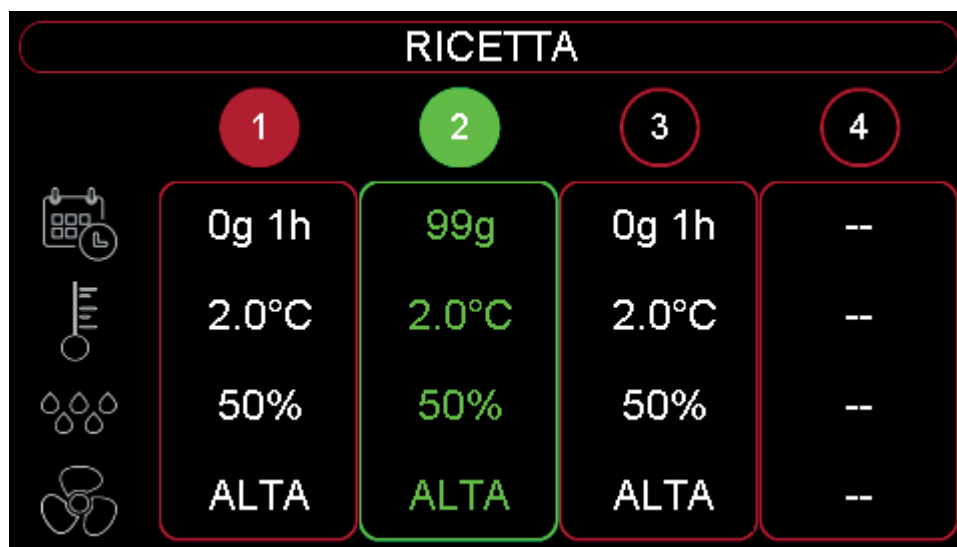 RICETTA
1 2 3 4
0g 1h 99g 0g 1h --
2.0°C 2.0°C 2.0°C --
50% 50% 50% --
ALTA ALTA ALTA --